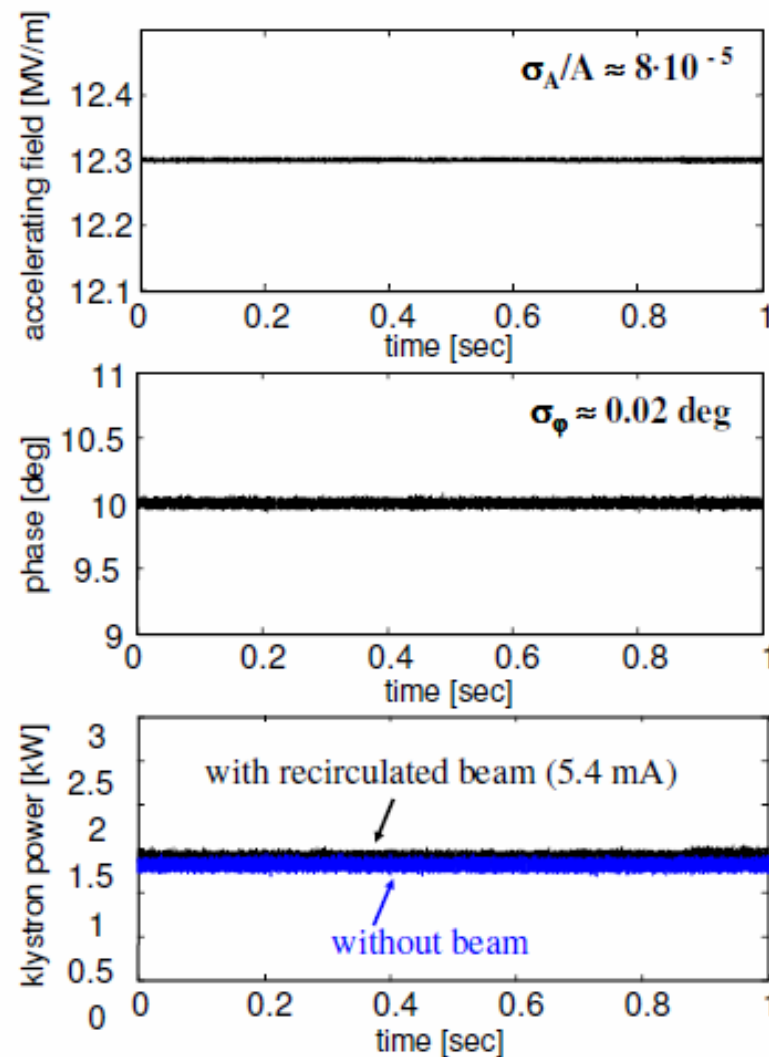 accelerating field [MV/m]
σA/A ≈ 8·10 -5
12.4
12.3
12.2
12.1
0 0.2 0.4 0.6 0.8 1
time [sec]
phase [deg]
σφ ≈ 0.02 deg
11
10.5
10
9.5
9
0 0.2 0.4 0.6 0.8 1
time [sec]
klystron power [kW]
3
2.5
2
1.5
1
0.5
0
with recirculated beam (5.4 mA)
without beam
0 0.2 0.4 0.6 0.8 1
time [sec]